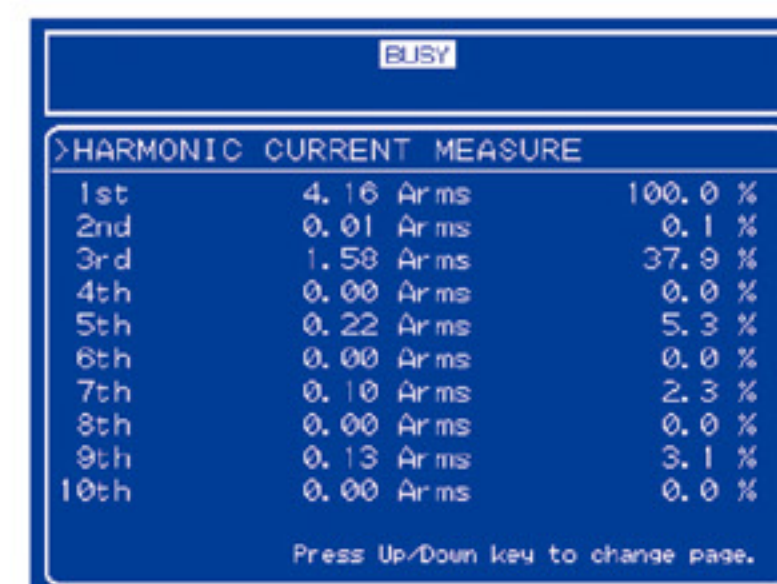 BUSY
>HARMONIC CURRENT MEASURE
1st 4.16 Arms 100.0 %
2nd 0.01 Arms 0.1 %
3rd 1.58 Arms 37.9 %
4th 0.00 Arms 0.0 %
5th 0.22 Arms 5.3 %
6th 0.00 Arms 0.0 %
7th 0.10 Arms 2.3 %
8th 0.00 Arms 0.0 %
9th 0.13 Arms 3.1 %
10th 0.00 Arms 0.0 %
Press Up/Down key to change page.